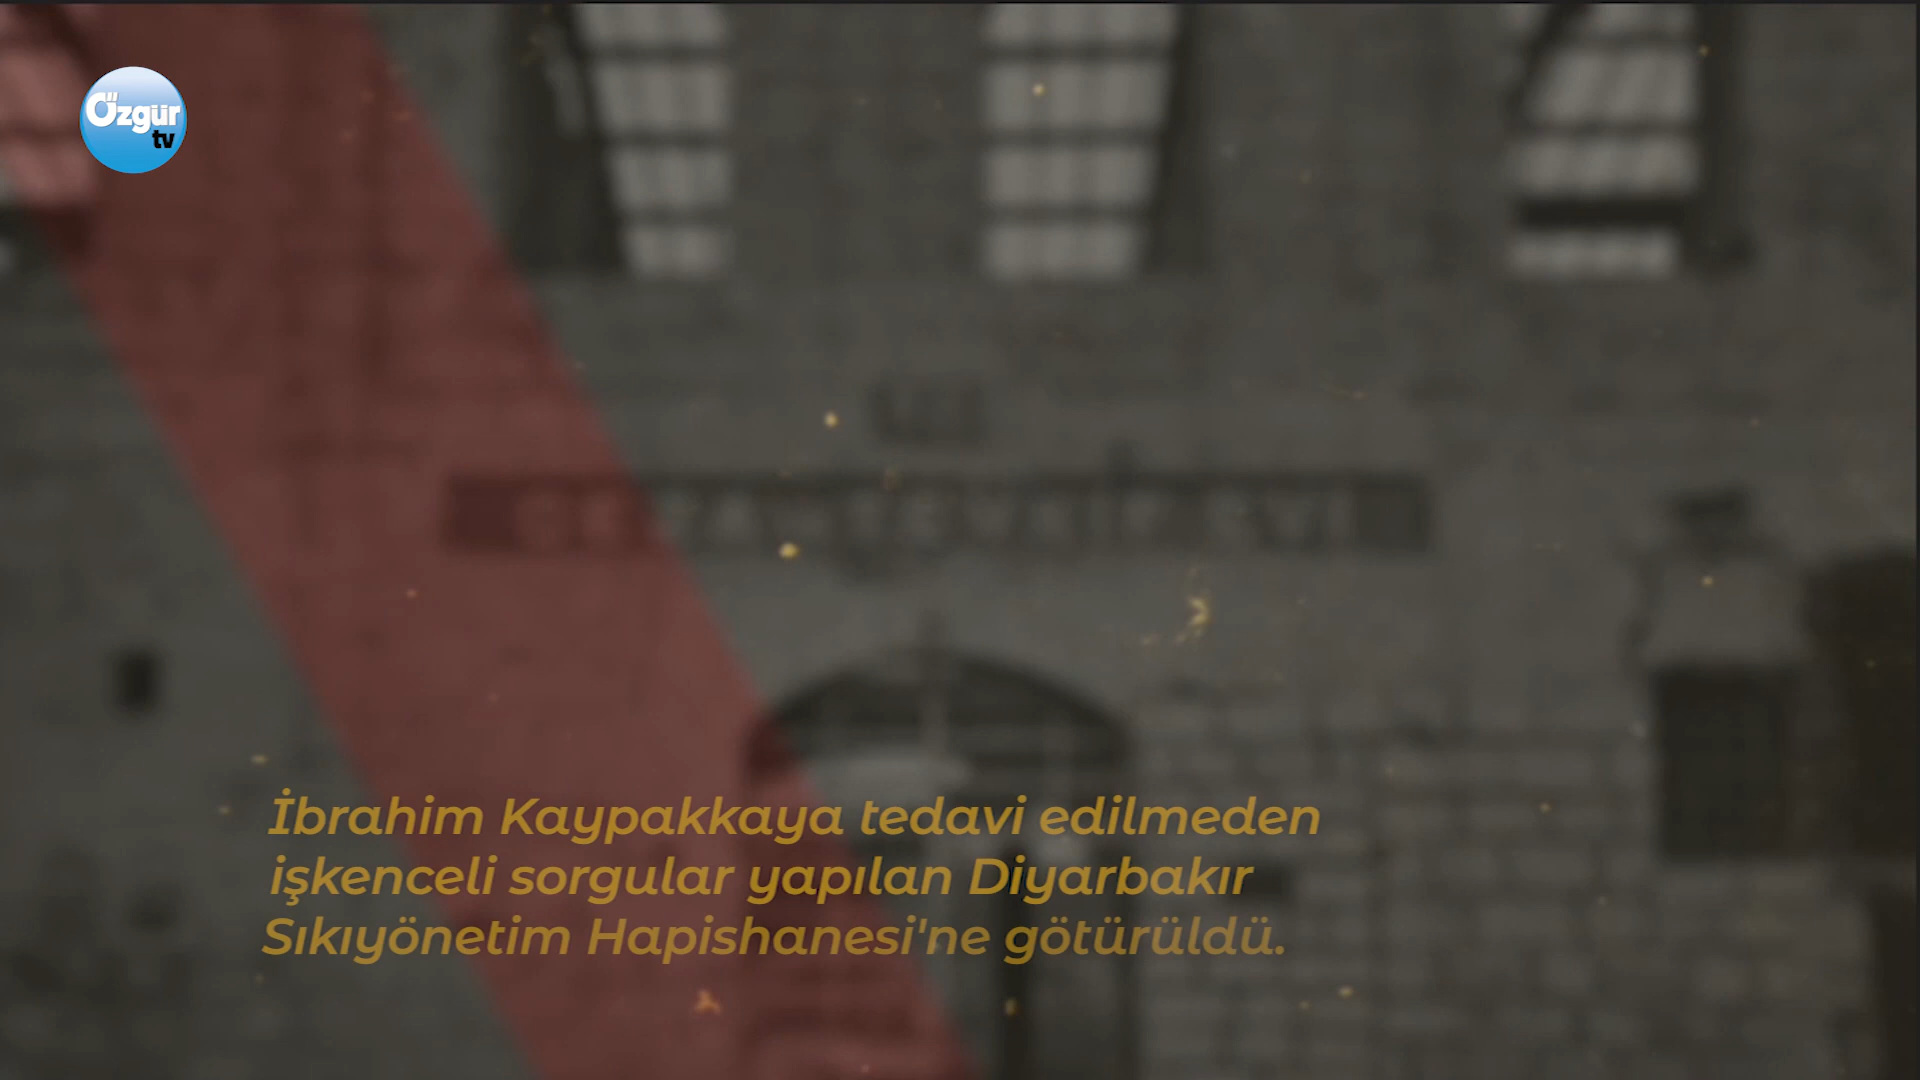 Özgür
tv
İbrahim Kaypakkaya tedavi edilmeden
işkenceli sorgular yapılan Diyarbakır
Sıkıyönetim Hapishanesi'ne götürüldü.